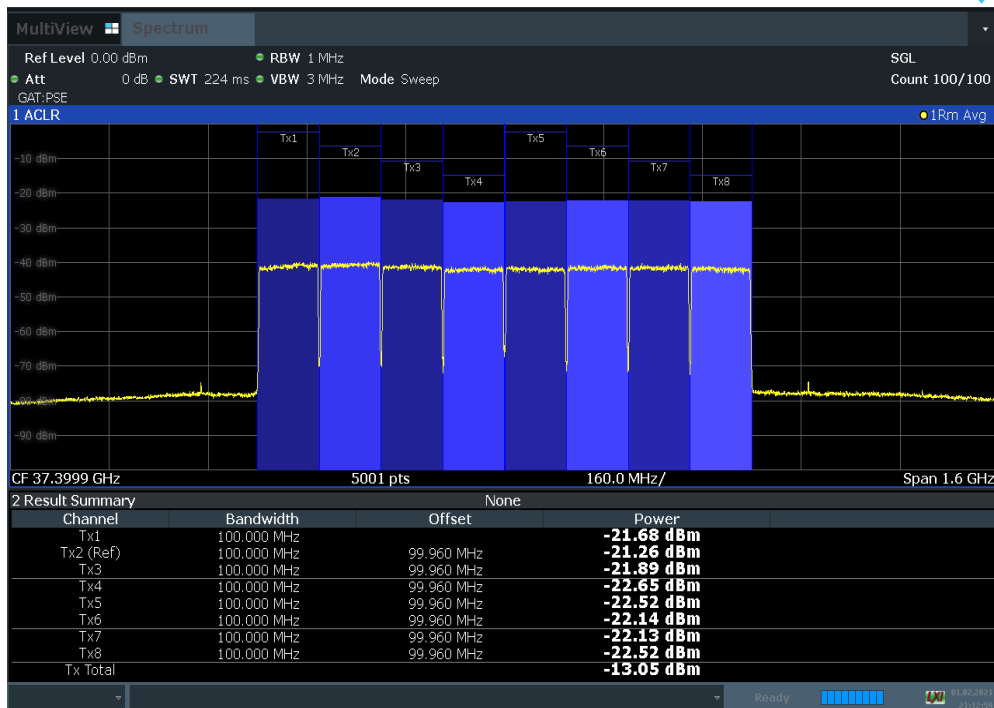 MultiView Spectrum
Ref Level 0.00 dBm RBW 1 MHz SGL
Att 0 dB SWT 224 ms VBW 3 MHz Mode Sweep Count 100/100
GAT:PSE
1 ACLR 1Rm Avg
Tx1 Tx5
Tx2 Tx6
-10 dBm
Tx3 Tx7
Tx4 Tx8
-20 dBm
-30 dBm
-40 dBm
-50 dBm
-60 dBm
-70 dBm
-80 dBm
-90 dBm
CF 37.3999 GHz 5001 pts 160.0 MHz/ Span 1.6 GHz
2 Result Summary None
Channel Bandwidth Offset Power
Tx1 100.000 MHz -21.68 dBm
Tx2 (Ref) 100.000 MHz 99.960 MHz -21.26 dBm
Tx3 100.000 MHz 99.960 MHz -21.89 dBm
Tx4 100.000 MHz 99.960 MHz -22.65 dBm
Tx5 100.000 MHz 99.960 MHz -22.52 dBm
Tx6 100.000 MHz 99.960 MHz -22.14 dBm
Tx7 100.000 MHz 99.960 MHz -22.13 dBm
Tx8 100.000 MHz 99.960 MHz -22.52 dBm
Tx Total -13.05 dBm
Ready 01.02.2021
21:12:59